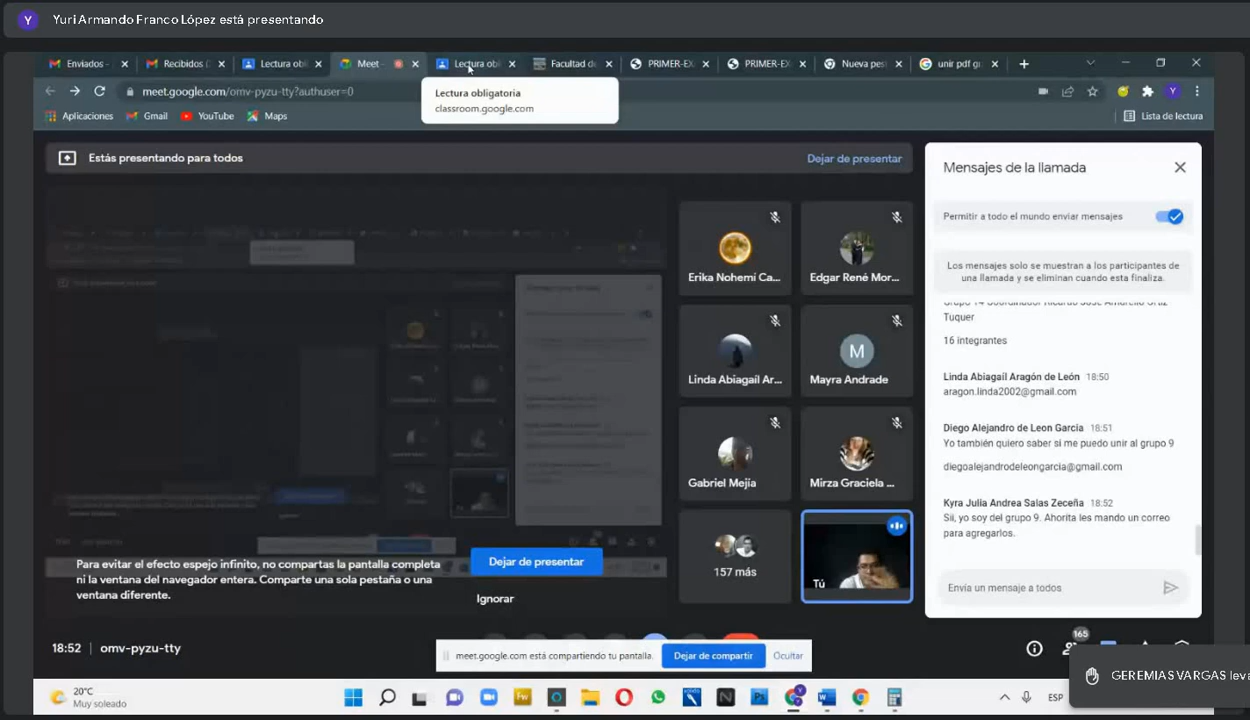 Y Yuri Armando Franco López está presentando
Enviados - Recibidos ( Lectura obl Meet - Lectura obl Facultad de PRIMER-EX PRIMER-EX Nueva pes unir pdf gr
meet.google.com/omv-pyzu-tty?authuser=0
Lectura obligatoria
classroom.google.com
Aplicaciones Gmail YouTube Maps Lista de lectura
Estás presentando para todos Dejar de presentar
Mensajes de la llamada
Permitir a todo el mundo enviar mensajes
Los mensajes solo se muestran a los participantes de
una llamada y se eliminan cuando esta finaliza.
Tuquer
16 integrantes
Linda Abiagaíl Aragón de León 18:50
aragon.linda2002@gmail.com
Diego Alejandro de Leon Garcia 18:51
Yo también quiero saber si me puedo unir al grupo 9
diegoalejandrodeleongarcia@gmail.com
Kyra Julia Andrea Salas Zeceña 18:52
Sii, yo soy del grupo 9. Ahorita les mando un correo
para agregarlos.
Envía un mensaje a todos
Erika Nohemi Ca...
Edgar René Mor...
Linda Abiagaíl Ar...
M
Mayra Andrade
Gabriel Mejía
Mirza Graciela ...
157 más
Tú
Para evitar el efecto espejo infinito, no compartas la pantalla completa
ni la ventana del navegador entera. Comparte una sola pestaña o una
ventana diferente.
Dejar de presentar
Ignorar
18:52 | omv-pyzu-tty
meet.google.com está compartiendo tu pantalla. Dejar de compartir Ocultar
165
GEREMIAS VARGAS leva
20°C
Muy soleado
ESP